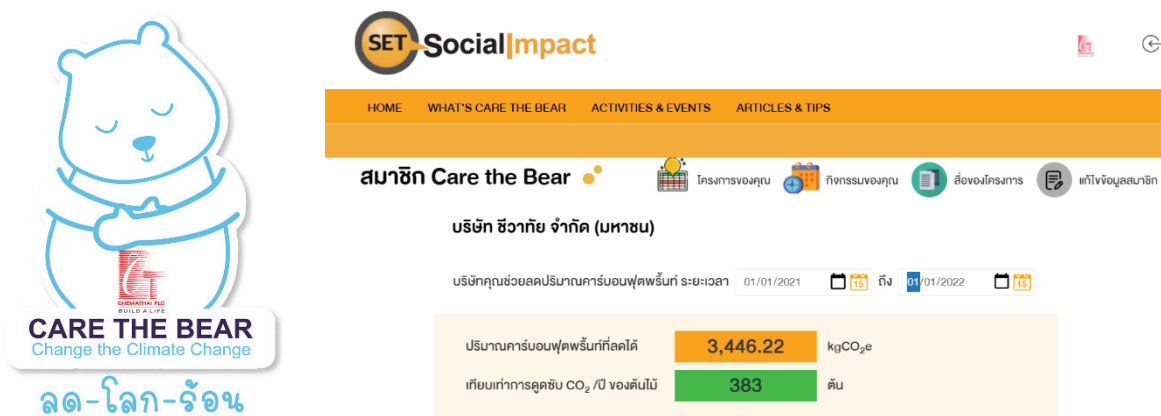 SET Social Impact
HOME WHAT'S CARE THE BEAR ACTIVITIES & EVENTS ARTICLES & TIPS
สมาชิก Care the Bear
โครงการของคุณ
กิจกรรมของคุณ
สื่อของโครงการ
แก้ไขข้อมูลสมาชิก
บริษัท ชีวาทัย จำกัด (มหาชน)
บริษัทคุณช่วยลดปริมาณคาร์บอนฟุตพริ้นท์ ระยะเวลา 01/01/2021 15 ถึง 01/01/2022 15
ปริมาณคาร์บอนฟุตพริ้นท์ที่ลดได้ 3,446.22 kgCO₂e
เทียบเท่าการดูดซับ CO₂ /ปี ของต้นไม้ 383 ต้น
CHEWATHAI PLC
BUILD A LIFE
CARE THE BEAR
Change the Climate Change
ลด-โลก-ร้อน